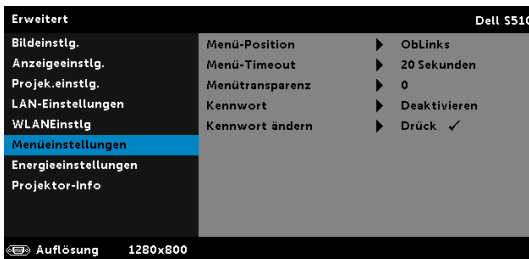 Erweitert Dell S510
Bildeinstlg.
Anzeigeeinstlg.
Projek.einstlg.
LAN-Einstellungen
WLANEinstlg
Menüeinstellungen
Energieeinstellungen
Projektor-Info
Menü-Position ObLinks
Menü-Timeout 20 Sekunden
Menütransparenz 0
Kennwort Deaktivieren
Kennwort ändern Drück ✓
Auflösung 1280x800